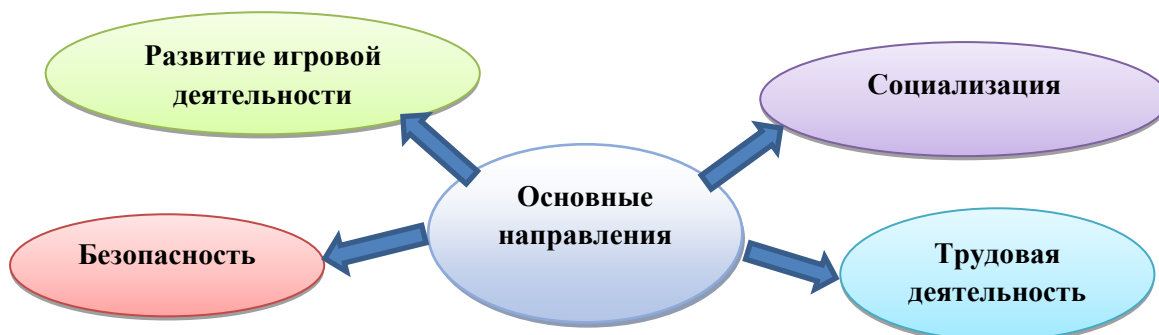 Развитие игровой
деятельности
Социализация
Основные
направления
Безопасность
Трудовая
деятельность